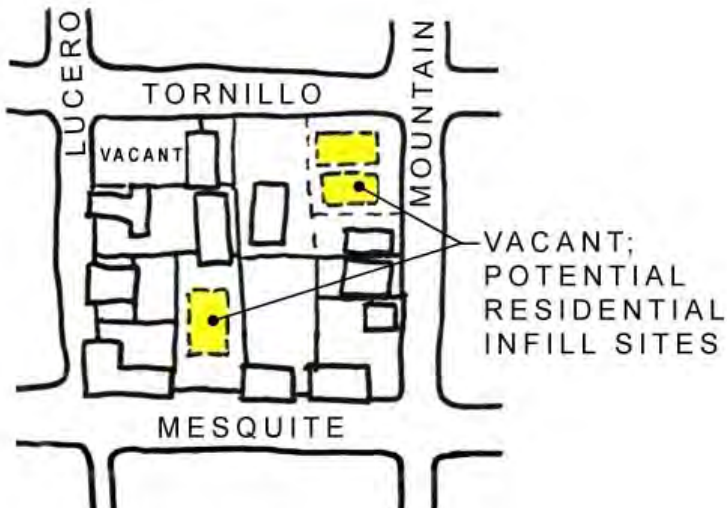 LUCERO
TORNILLO
MOUNTAIN
VACANT
VACANT;
POTENTIAL
RESIDENTIAL
INFILL SITES
MESQUITE